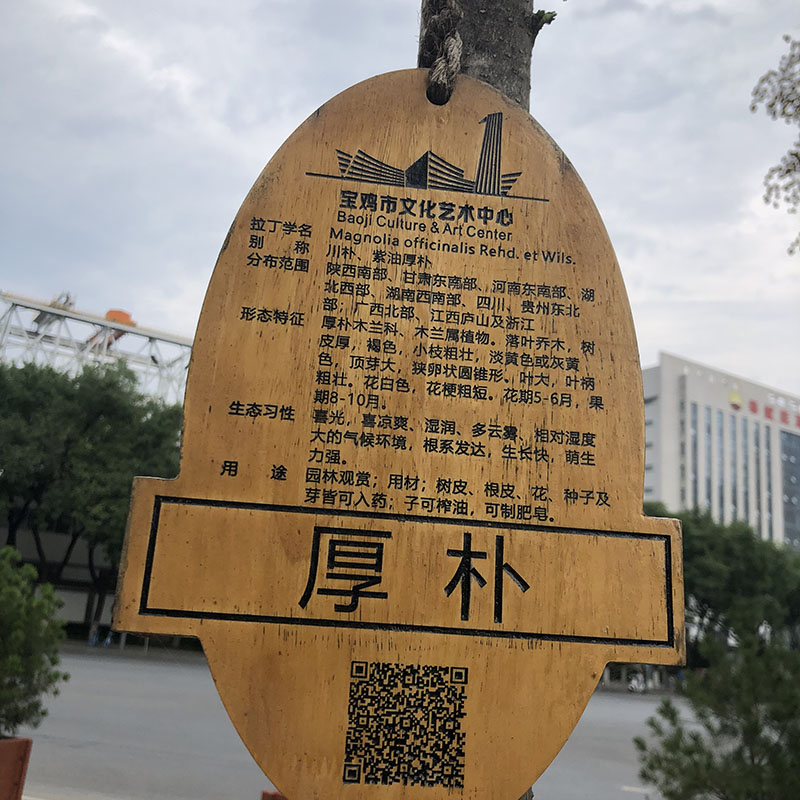 宝鸡市文化艺术中心
Baoji Culture & Art Center
拉丁学名 Magnolia officinalis Rehd. et Wils.
别 称 川朴、紫油厚朴
分布范围 陕西南部、甘肃东南部、河南东南部、湖
北西部、湖南西南部、四川、贵州东北
部；广西北部、江西庐山及浙江
形态特征 厚朴木兰科、木兰属植物。落叶乔木，树
皮厚，褐色，小枝粗壮，淡黄色或灰黄
色，顶芽大，狭卵状圆锥形、叶大，叶柄
粗壮。花白色，花梗粗短。花期5-6月，果
期8-10月。
生态习性 喜光，喜凉爽、湿润、多云雾、相对湿度
大的气候环境，根系发达，生长快，萌生
力强。
用 途 园林观赏；用材；树皮、根皮、花、种子及
芽皆可入药；子可榨油，可制肥皂。
厚朴